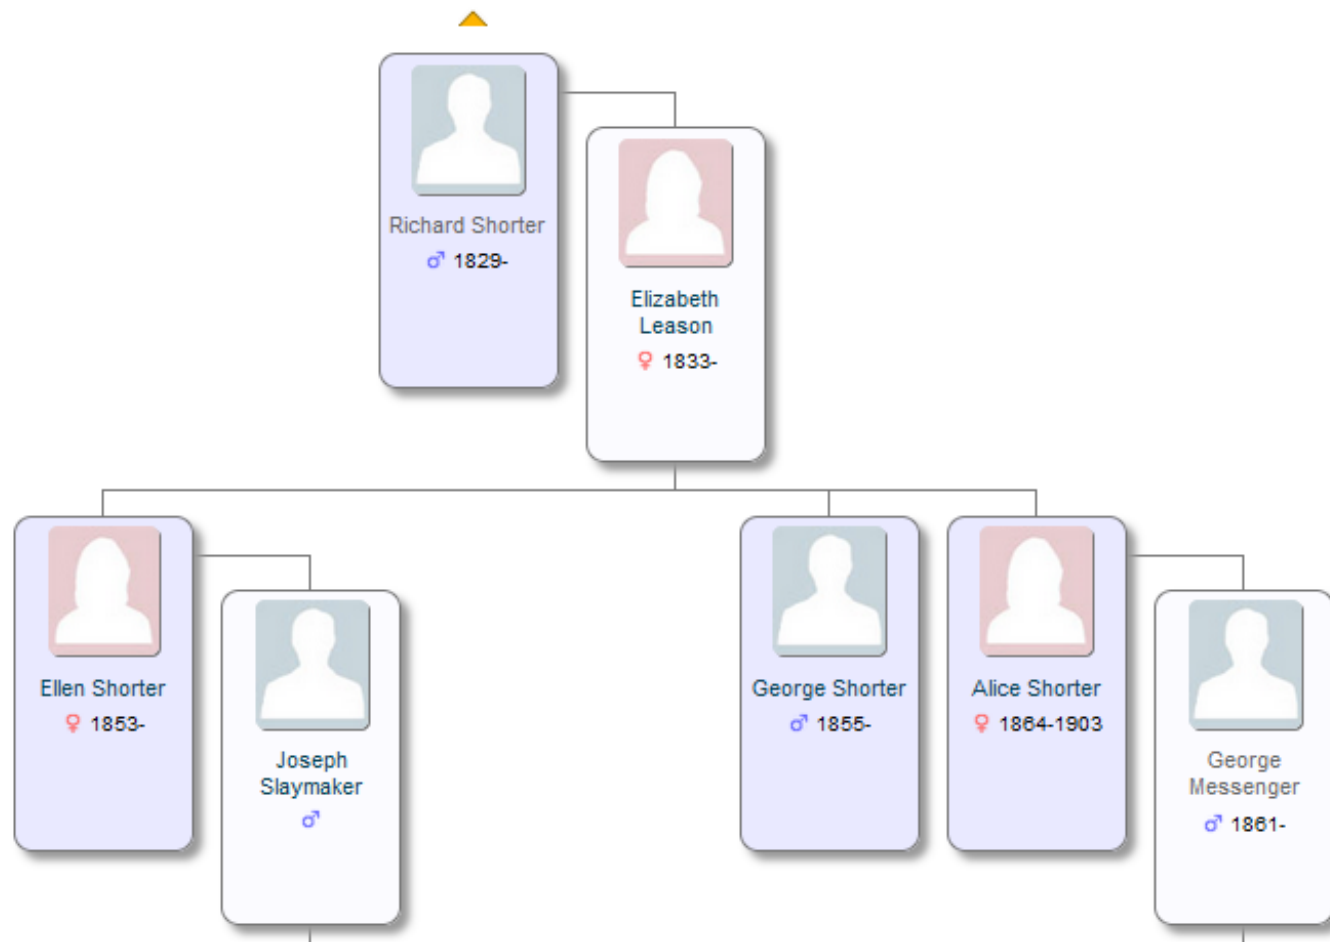 Richard Shorter
♂ 1829-
Elizabeth
Leason
♀ 1833-
Ellen Shorter
♀ 1853-
Joseph
Slaymaker
♂
George Shorter
♂ 1855-
Alice Shorter
♀ 1864-1903
George
Messenger
♂ 1861-